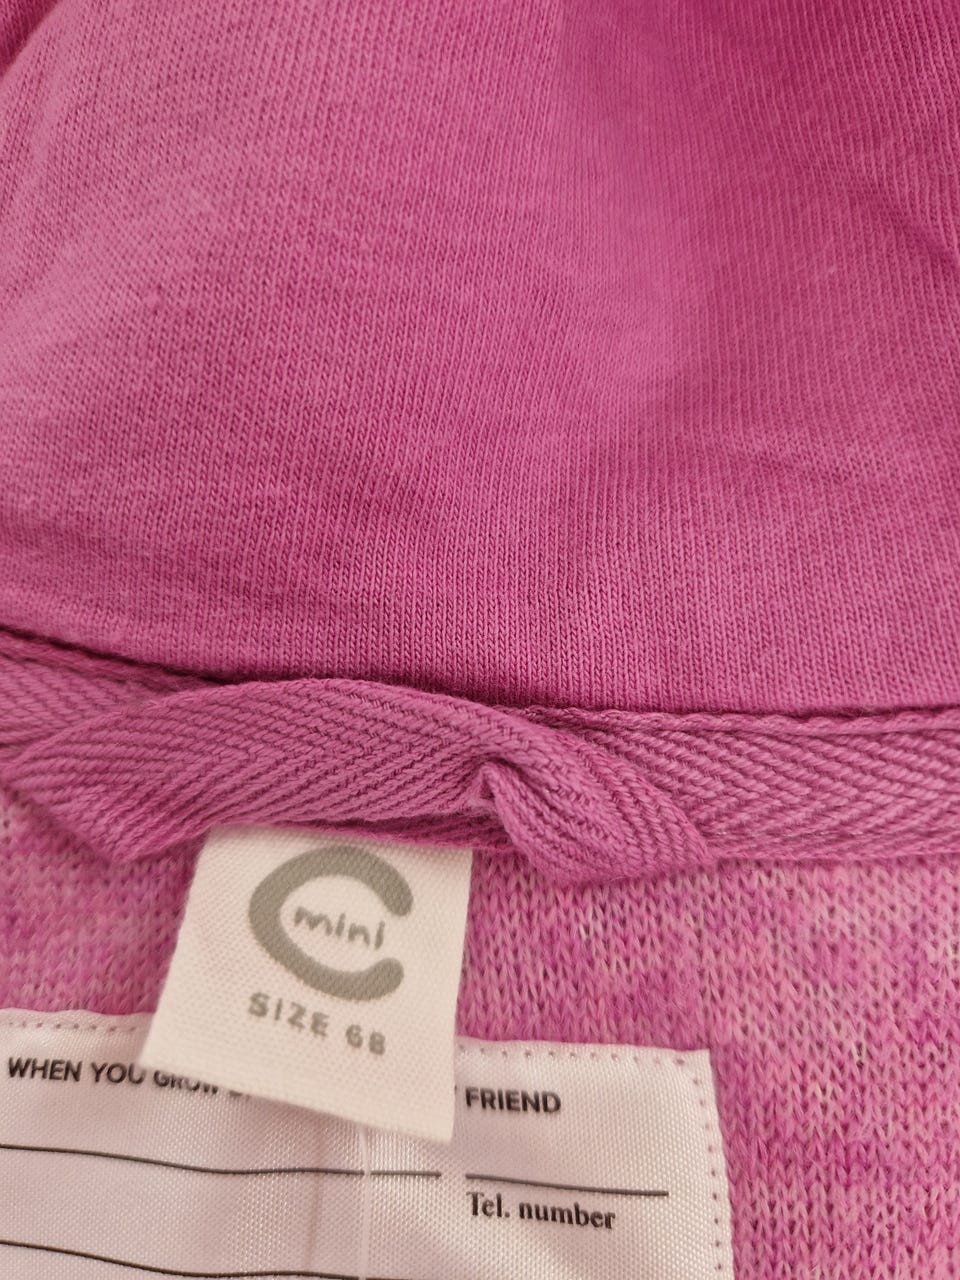 mini
SIZE 68
WHEN YOU GROW
FRIEND
Tel. number